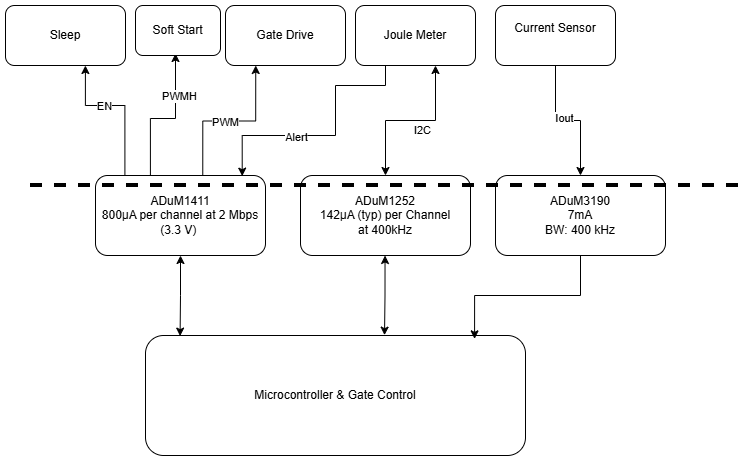 Sleep
Soft Start
Gate Drive
Joule Meter
Current Sensor
EN
PWMH
PWM
Alert
I2C
Iout
ADuM1411
800µA per channel at 2 Mbps
(3.3 V)
ADuM1252
142µA (typ) per Channel
at 400kHz
ADuM3190
7mA
BW: 400 kHz
Microcontroller & Gate Control